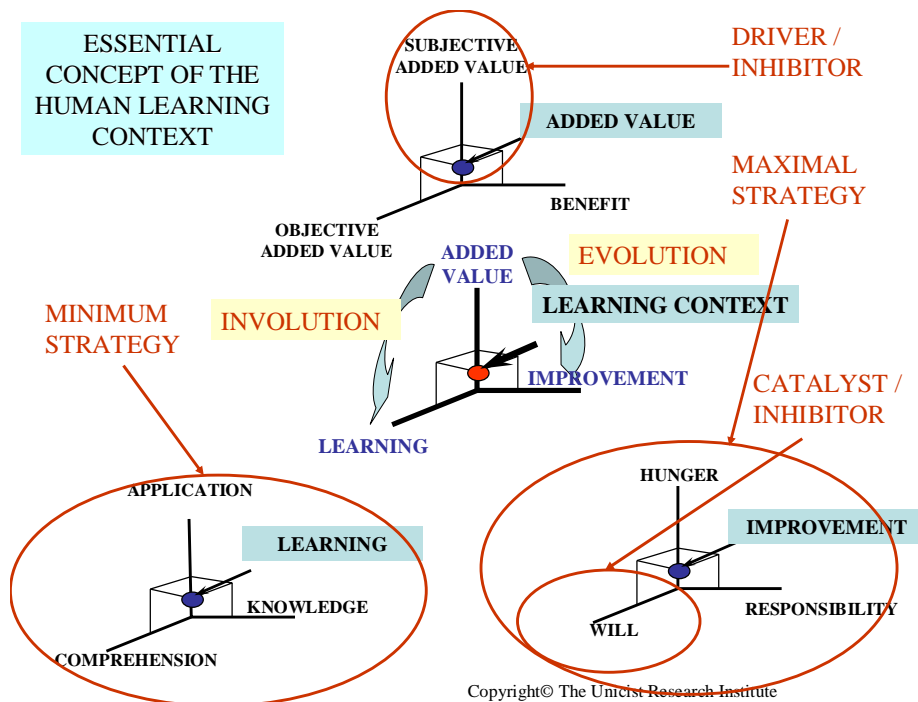 ESSENTIAL
CONCEPT OF THE
HUMAN LEARNING
CONTEXT
SUBJECTIVE
ADDED VALUE
DRIVER /
INHIBITOR
ADDED VALUE
BENEFIT
OBJECTIVE
ADDED VALUE
MAXIMAL
STRATEGY
ADDED
VALUE
EVOLUTION
LEARNING CONTEXT
INVOLUTION
MINIMUM
STRATEGY
IMPROVEMENT
LEARNING
CATALYST /
INHIBITOR
APPLICATION
LEARNING
KNOWLEDGE
COMPREHENSION
HUNGER
IMPROVEMENT
RESPONSIBILITY
WILL
Copyright© The Unicist Research Institute